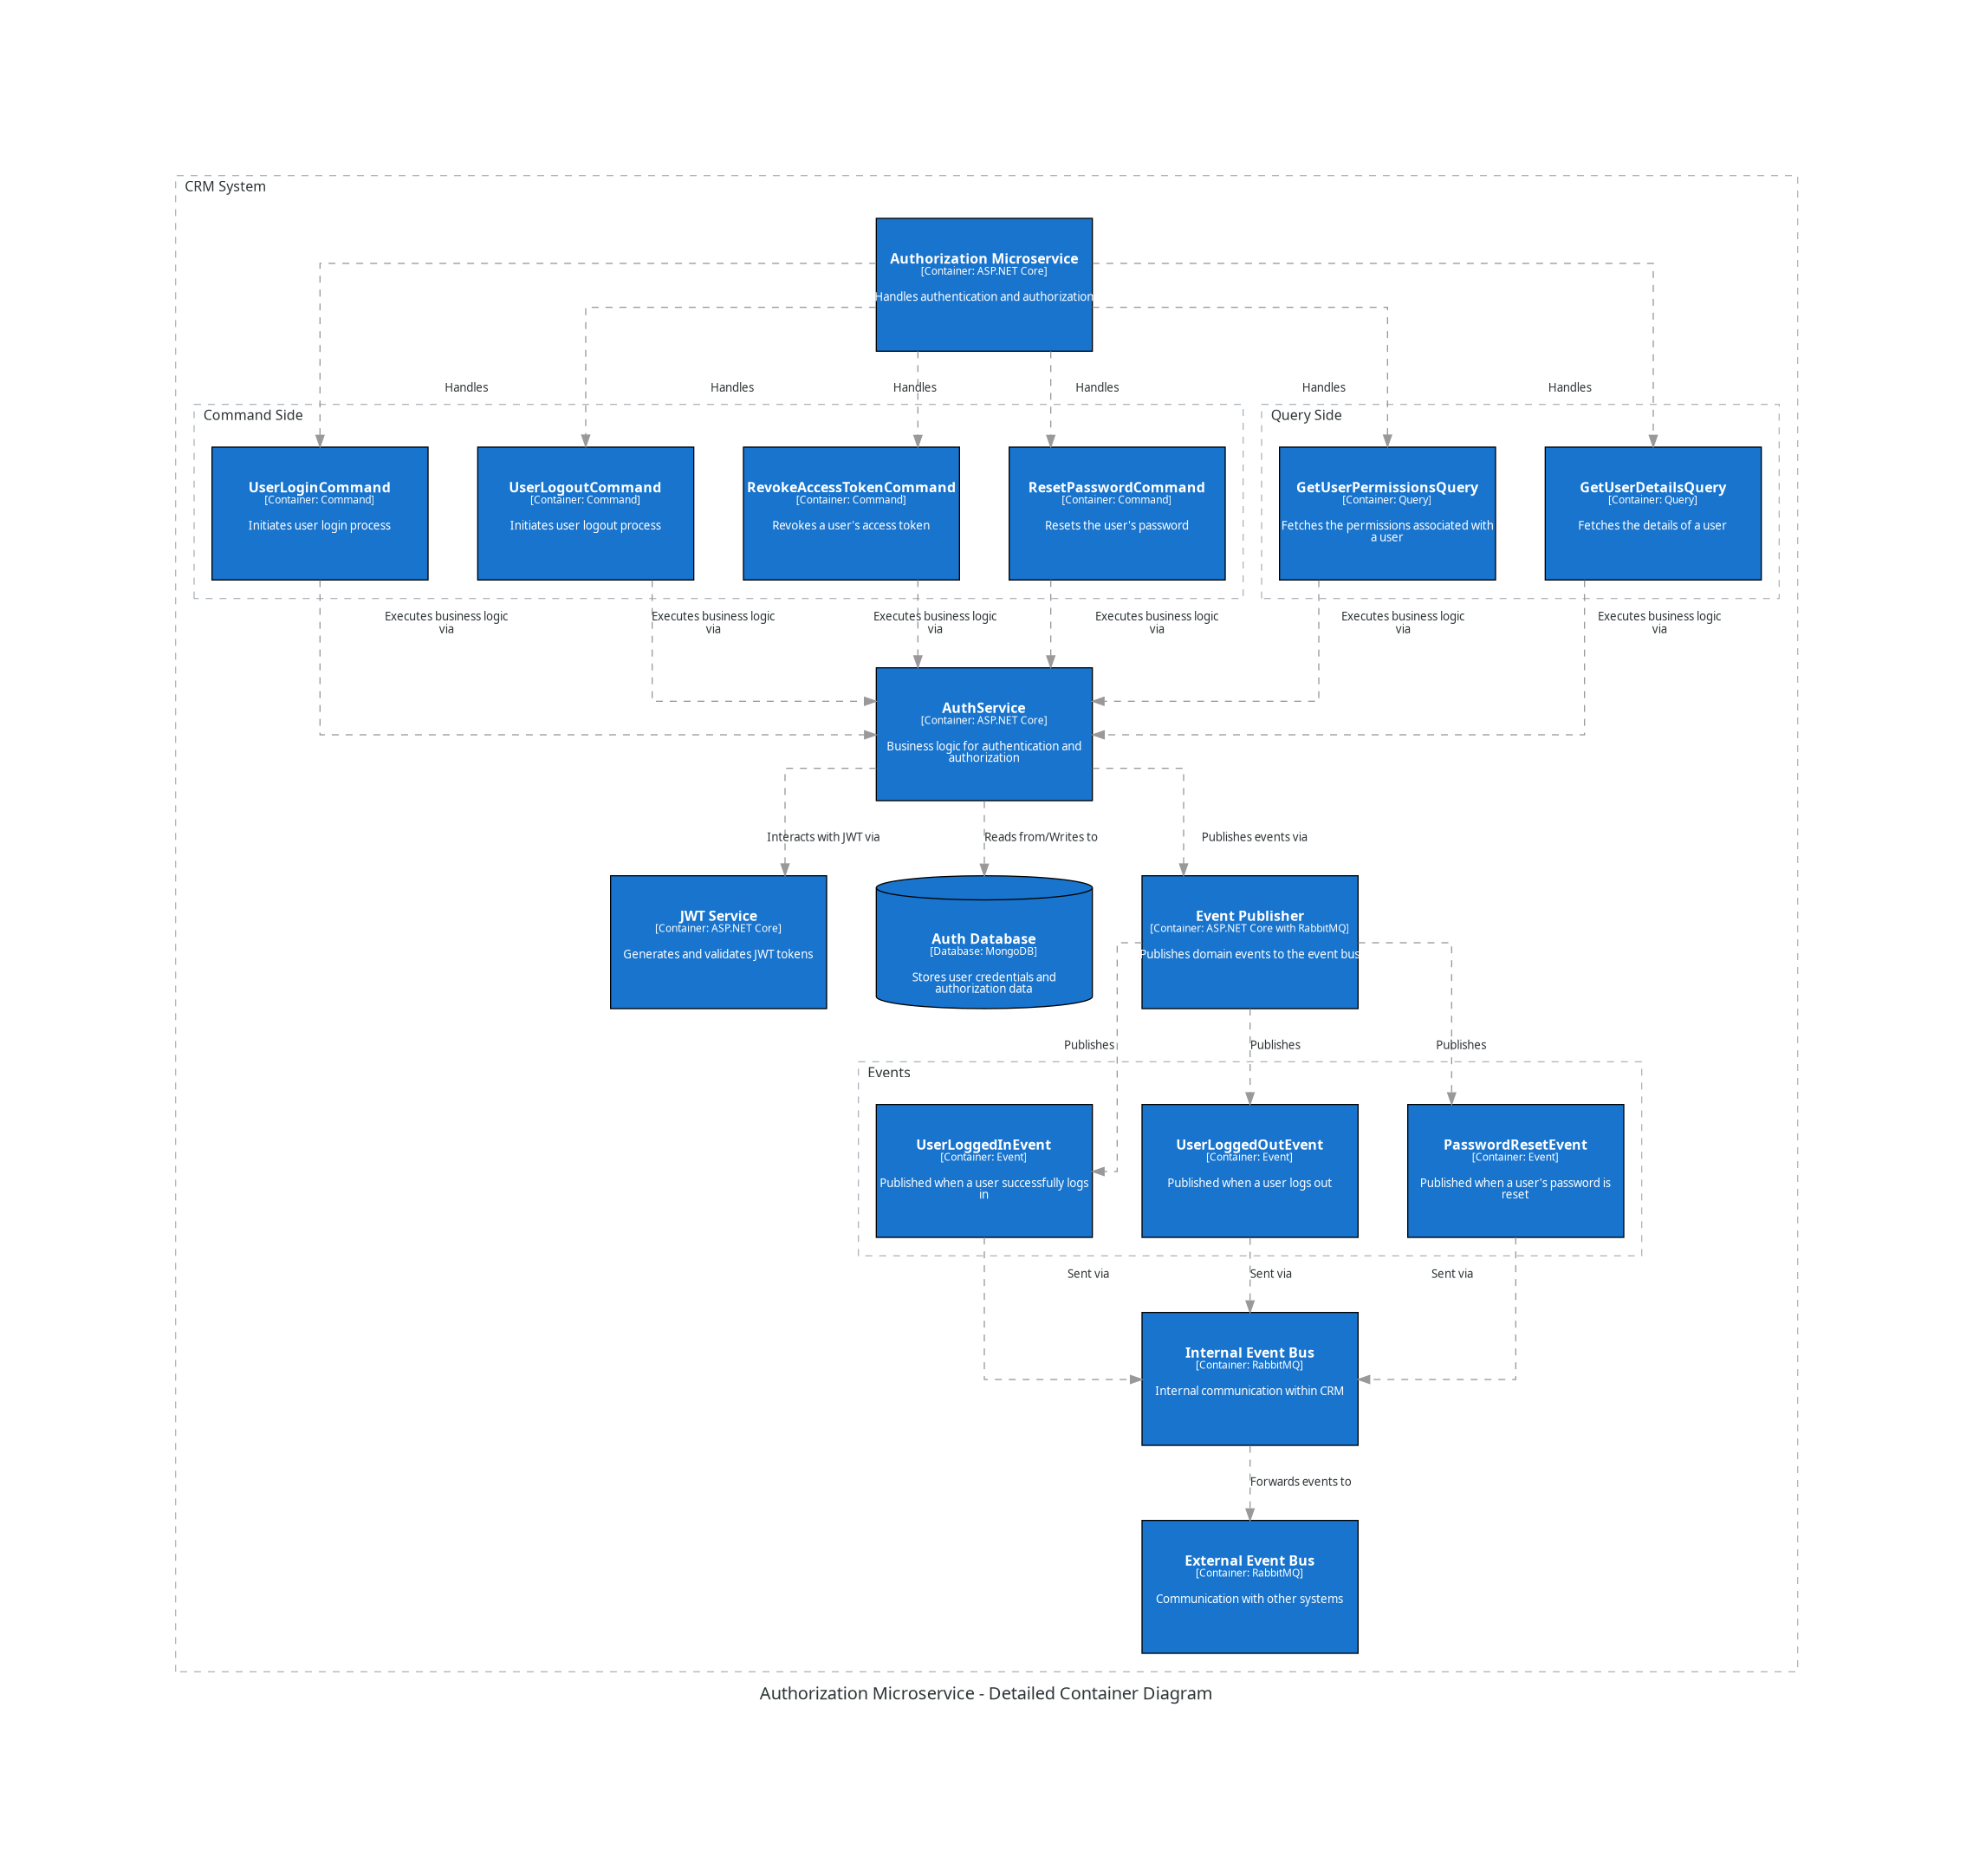 CRM System
Authorization Microservice
[Container: ASP.NET Core]
Handles authentication and authorization
Handles
Handles
Handles
Handles
Handles
Handles
Command Side
Query Side
UserLoginCommand
[Container: Command]
Initiates user login process
UserLogoutCommand
[Container: Command]
Initiates user logout process
RevokeAccessTokenCommand
[Container: Command]
Revokes a user's access token
ResetPasswordCommand
[Container: Command]
Resets the user's password
GetUserPermissionsQuery
[Container: Query]
Fetches the permissions associated with
a user
GetUserDetailsQuery
[Container: Query]
Fetches the details of a user
Executes business logic
via
Executes business logic
via
Executes business logic
via
Executes business logic
via
Executes business logic
via
Executes business logic
via
AuthService
[Container: ASP.NET Core]
Business logic for authentication and
authorization
Interacts with JWT via
Reads from/Writes to
Publishes events via
JWT Service
[Container: ASP.NET Core]
Generates and validates JWT tokens
Auth Database
[Database: MongoDB]
Stores user credentials and
authorization data
Event Publisher
[Container: ASP.NET Core with RabbitMQ]
Publishes domain events to the event bus
Publishes
Publishes
Publishes
Events
UserLoggedInEvent
[Container: Event]
Published when a user successfully logs
in
UserLoggedOutEvent
[Container: Event]
Published when a user logs out
PasswordResetEvent
[Container: Event]
Published when a user's password is
reset
Sent via
Sent via
Sent via
Internal Event Bus
[Container: RabbitMQ]
Internal communication within CRM
Forwards events to
External Event Bus
[Container: RabbitMQ]
Communication with other systems
Authorization Microservice - Detailed Container Diagram